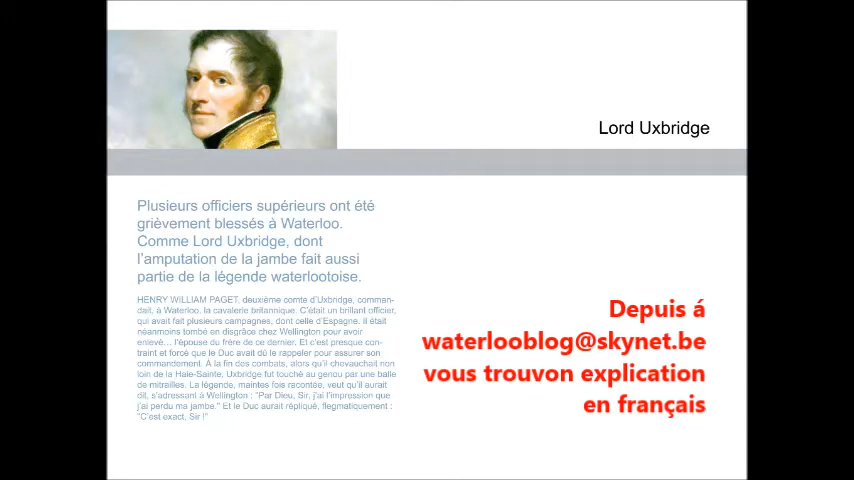 Lord Uxbridge
Plusieurs officiers supérieurs ont été
grièvement blessés à Waterloo.
Comme Lord Uxbridge, dont
l'amputation de la jambe fait aussi
partie de la légende waterlootoise.
HENRY WILLIAM PAGET, deuxième comte d'Uxbridge, comman-
dait, à Waterloo, la cavalerie britannique. C'était un brillant officier,
qui avait fait plusieurs campagnes, dont celle d'Espagne. Il était
néanmoins tombé en disgrâce chez Wellington pour avoir
enlevé... l'épouse du frère de ce dernier. Et c'est presque con-
traint et forcé que le Duc avait dû le rappeler pour assurer son
commandement. À la fin des combats, alors qu'il chevauchait non
loin de la Haie-Sainte, Uxbridge fut touché au genou par une balle
de mitrailles. La légende, maintes fois racontée, veut qu'il aurait
dit, s'adressant à Wellington : "Par Dieu, Sir, j'ai l'impression que
j'ai perdu ma jambe." Et le Duc aurait répliqué, flegmatiquement :
"C'est exact, Sir !"
Depuis á
waterlooblog@skynet.be
vous trouvon explication
en français